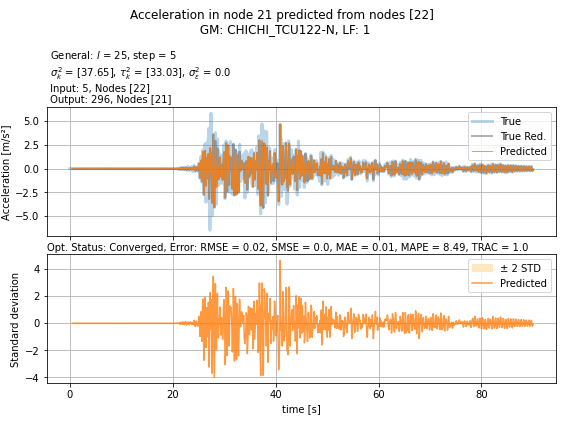 Acceleration in node 21 predicted from nodes [22]
GM: CHICHI_TCU122-N, LF: 1
General: l = 25, step = 5
σ²ₖ = [37.65], τ²ₖ = [33.03], σ²ε = 0.0
Input: 5, Nodes [22]
Output: 296, Nodes [21]
Acceleration [m/s²]
5.0
2.5
0.0
−2.5
−5.0
True
True Red.
Predicted
Opt. Status: Converged, Error: RMSE = 0.02, SMSE = 0.0, MAE = 0.01, MAPE = 8.49, TRAC = 1.0
Standard deviation
4
2
0
−2
−4
± 2 STD
Predicted
0 20 40 60 80
time [s]